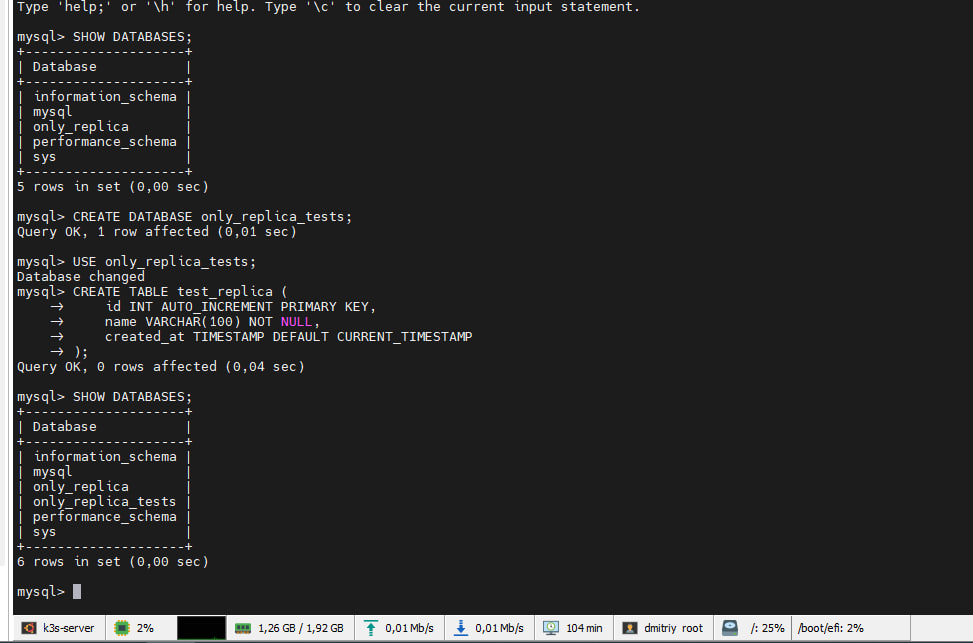 Type 'help;' or '\h' for help. Type '\c' to clear the current input statement.
mysql> SHOW DATABASES;
+--------------------+
| Database           |
+--------------------+
| information_schema |
| mysql              |
| only_replica       |
| performance_schema |
| sys                |
+--------------------+
5 rows in set (0,00 sec)
mysql> CREATE DATABASE only_replica_tests;
Query OK, 1 row affected (0,01 sec)
mysql> USE only_replica_tests;
Database changed
mysql> CREATE TABLE test_replica (
    -> id INT AUTO_INCREMENT PRIMARY KEY,
    -> name VARCHAR(100) NOT NULL,
    -> created_at TIMESTAMP DEFAULT CURRENT_TIMESTAMP
    -> );
Query OK, 0 rows affected (0,04 sec)
mysql> SHOW DATABASES;
+--------------------+
| Database           |
+--------------------+
| information_schema |
| mysql              |
| only_replica       |
| only_replica_tests |
| performance_schema |
| sys                |
+--------------------+
6 rows in set (0,00 sec)
mysql>
k3s-server 2% 1,26 GB / 1,92 GB 0,01 Mb/s 0,01 Mb/s 104 min dmitriy root /: 25% /boot/efi: 2%